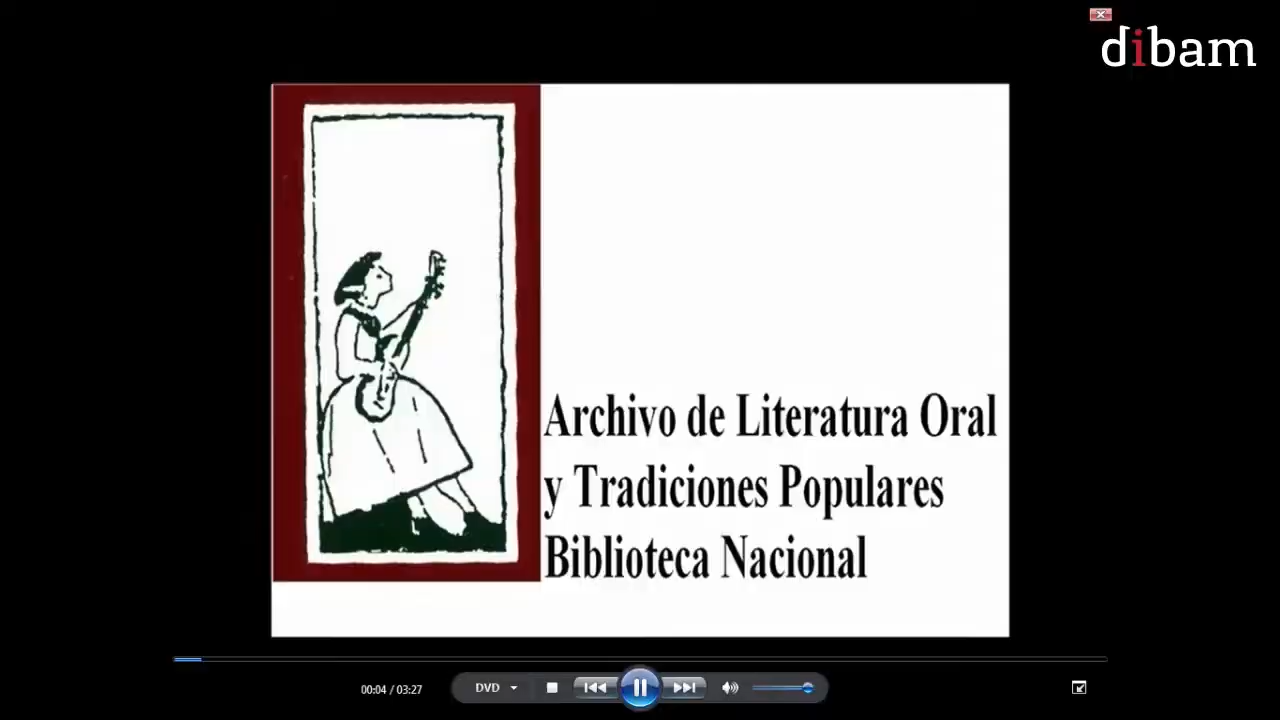 dibam
Archivo de Literatura Oral
y Tradiciones Populares
Biblioteca Nacional
00:04 / 03:27
DVD